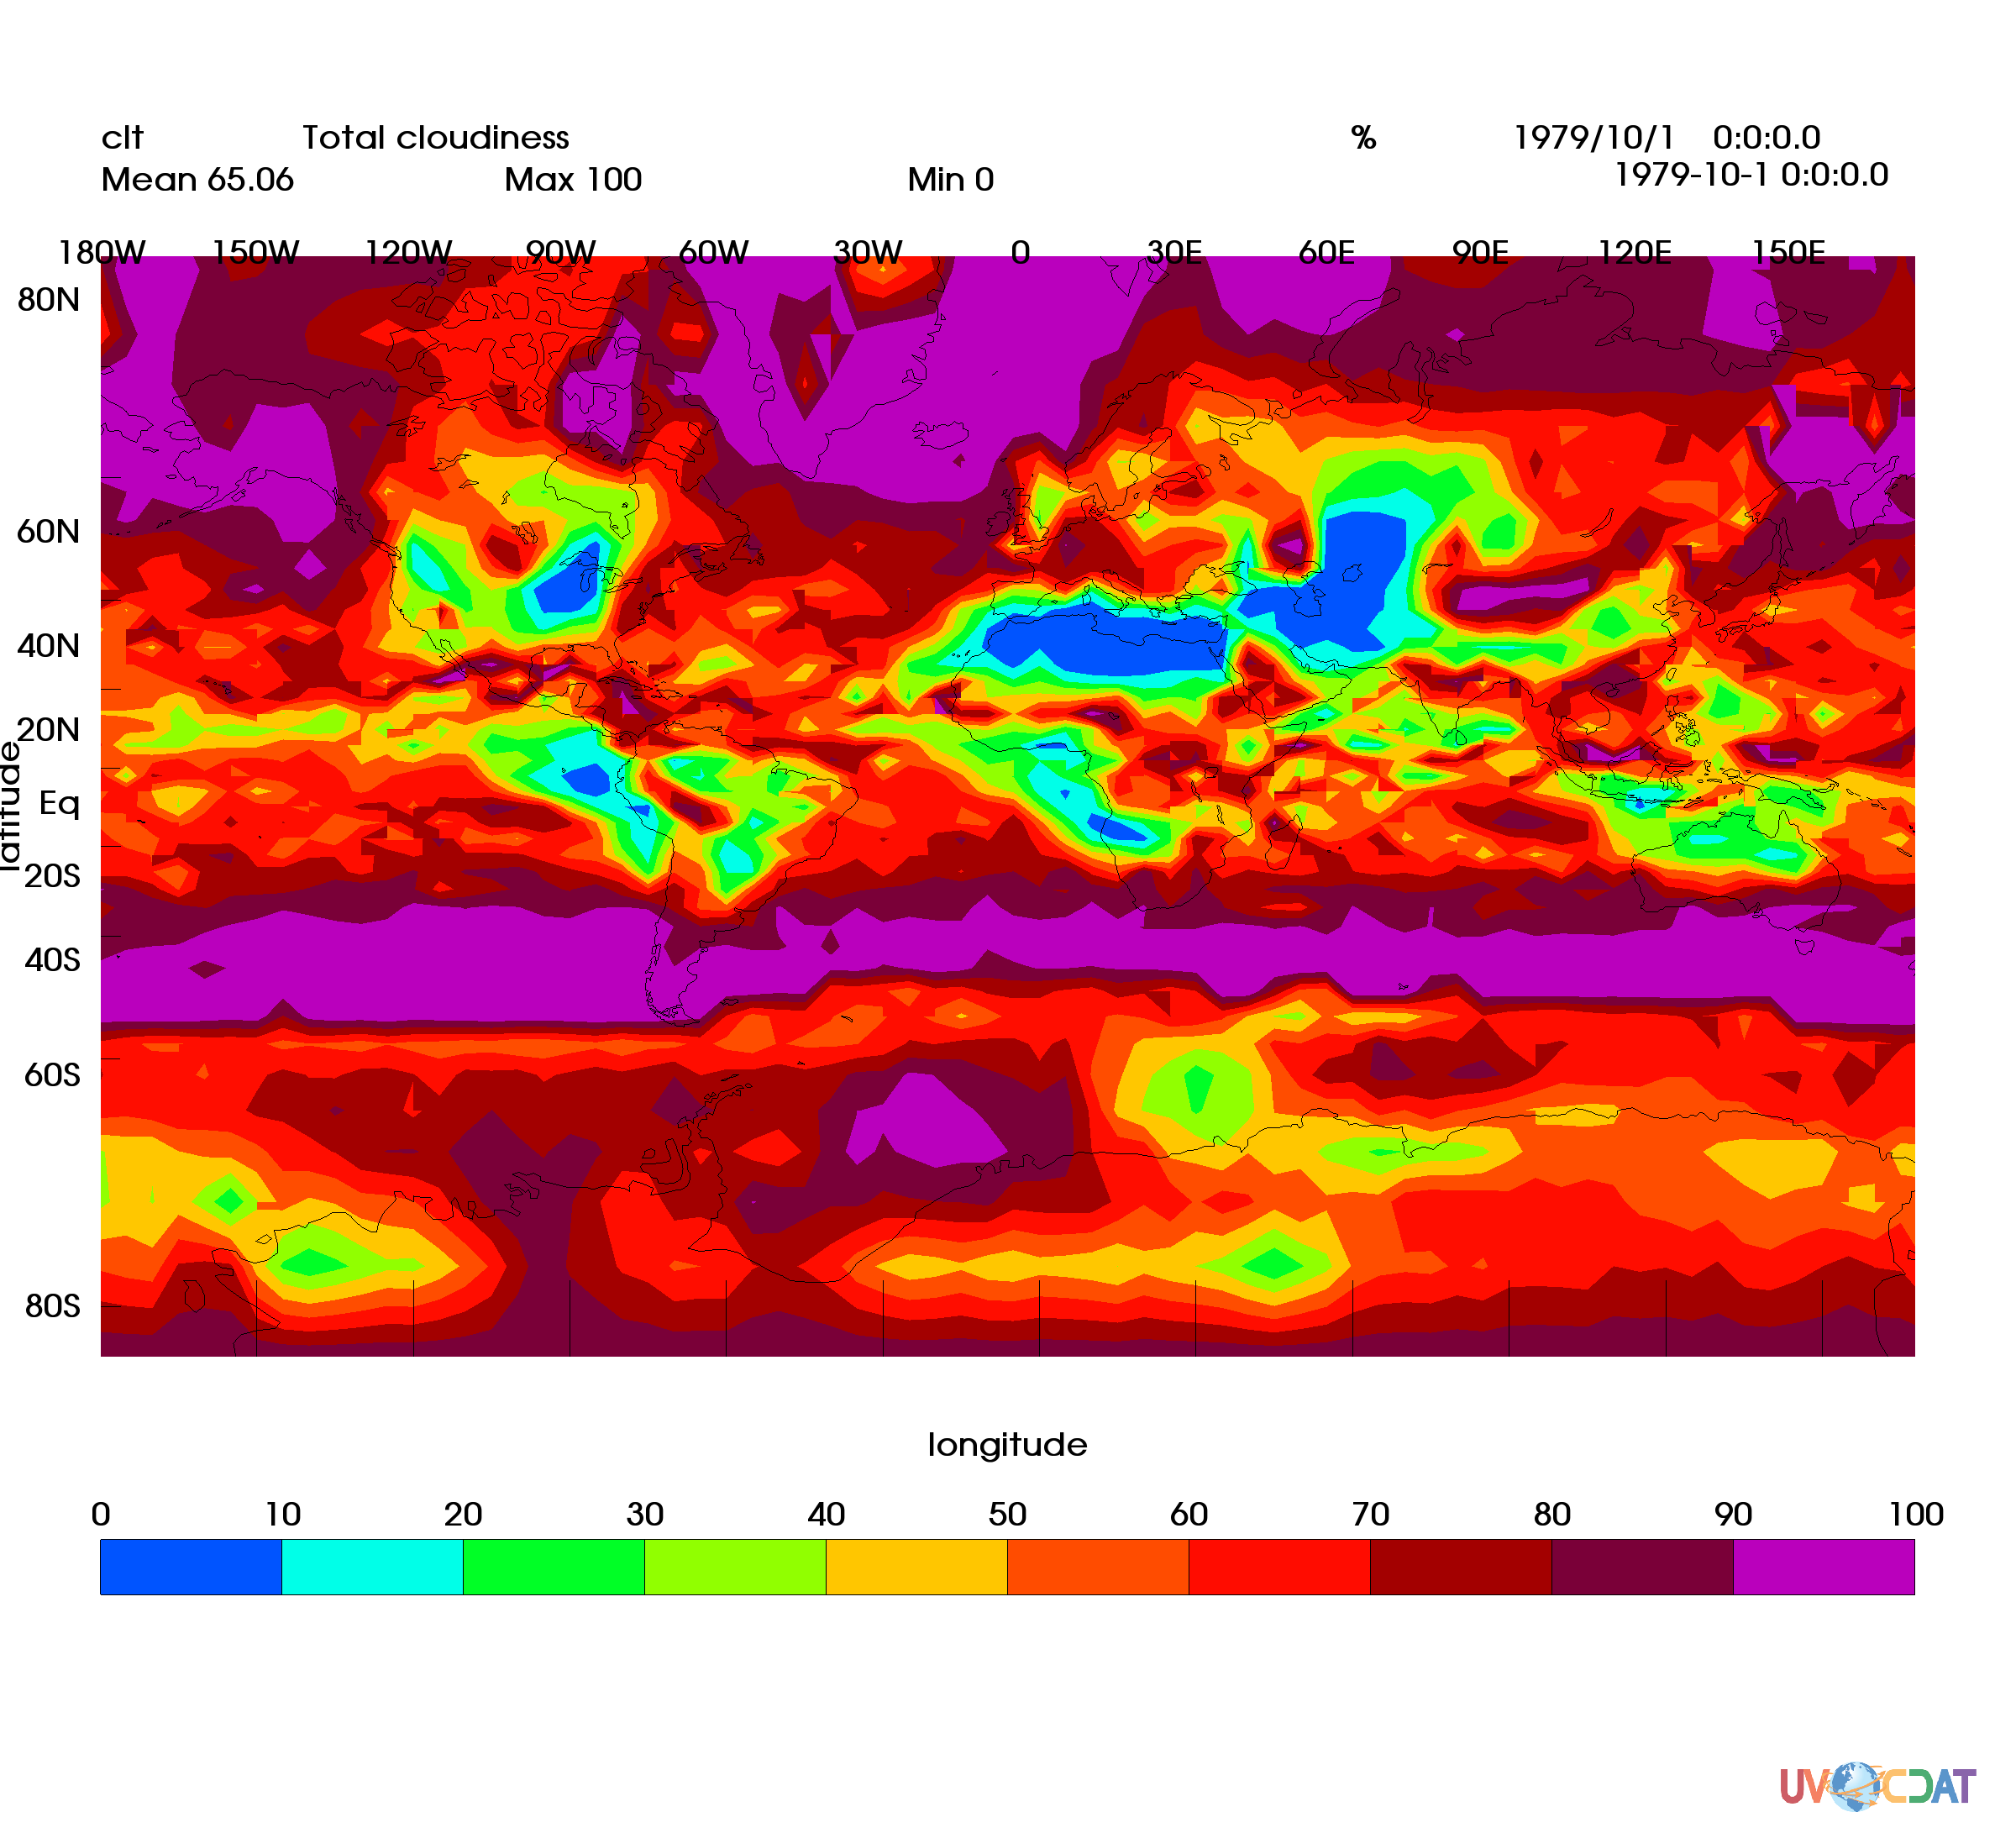 clt Total cloudiness % 1979/10/1 0:0:0.0
Mean 65.06 Max 100 Min 0 1979-10-1 0:0:0.0
180W 150W 120W 90W 60W 30W 0 30E 60E 90E 120E 150E
80N
60N
40N
20N
Eq
20S
40S
60S
80S
latitude
longitude
0 10 20 30 40 50 60 70 80 90 100
UV CDAT